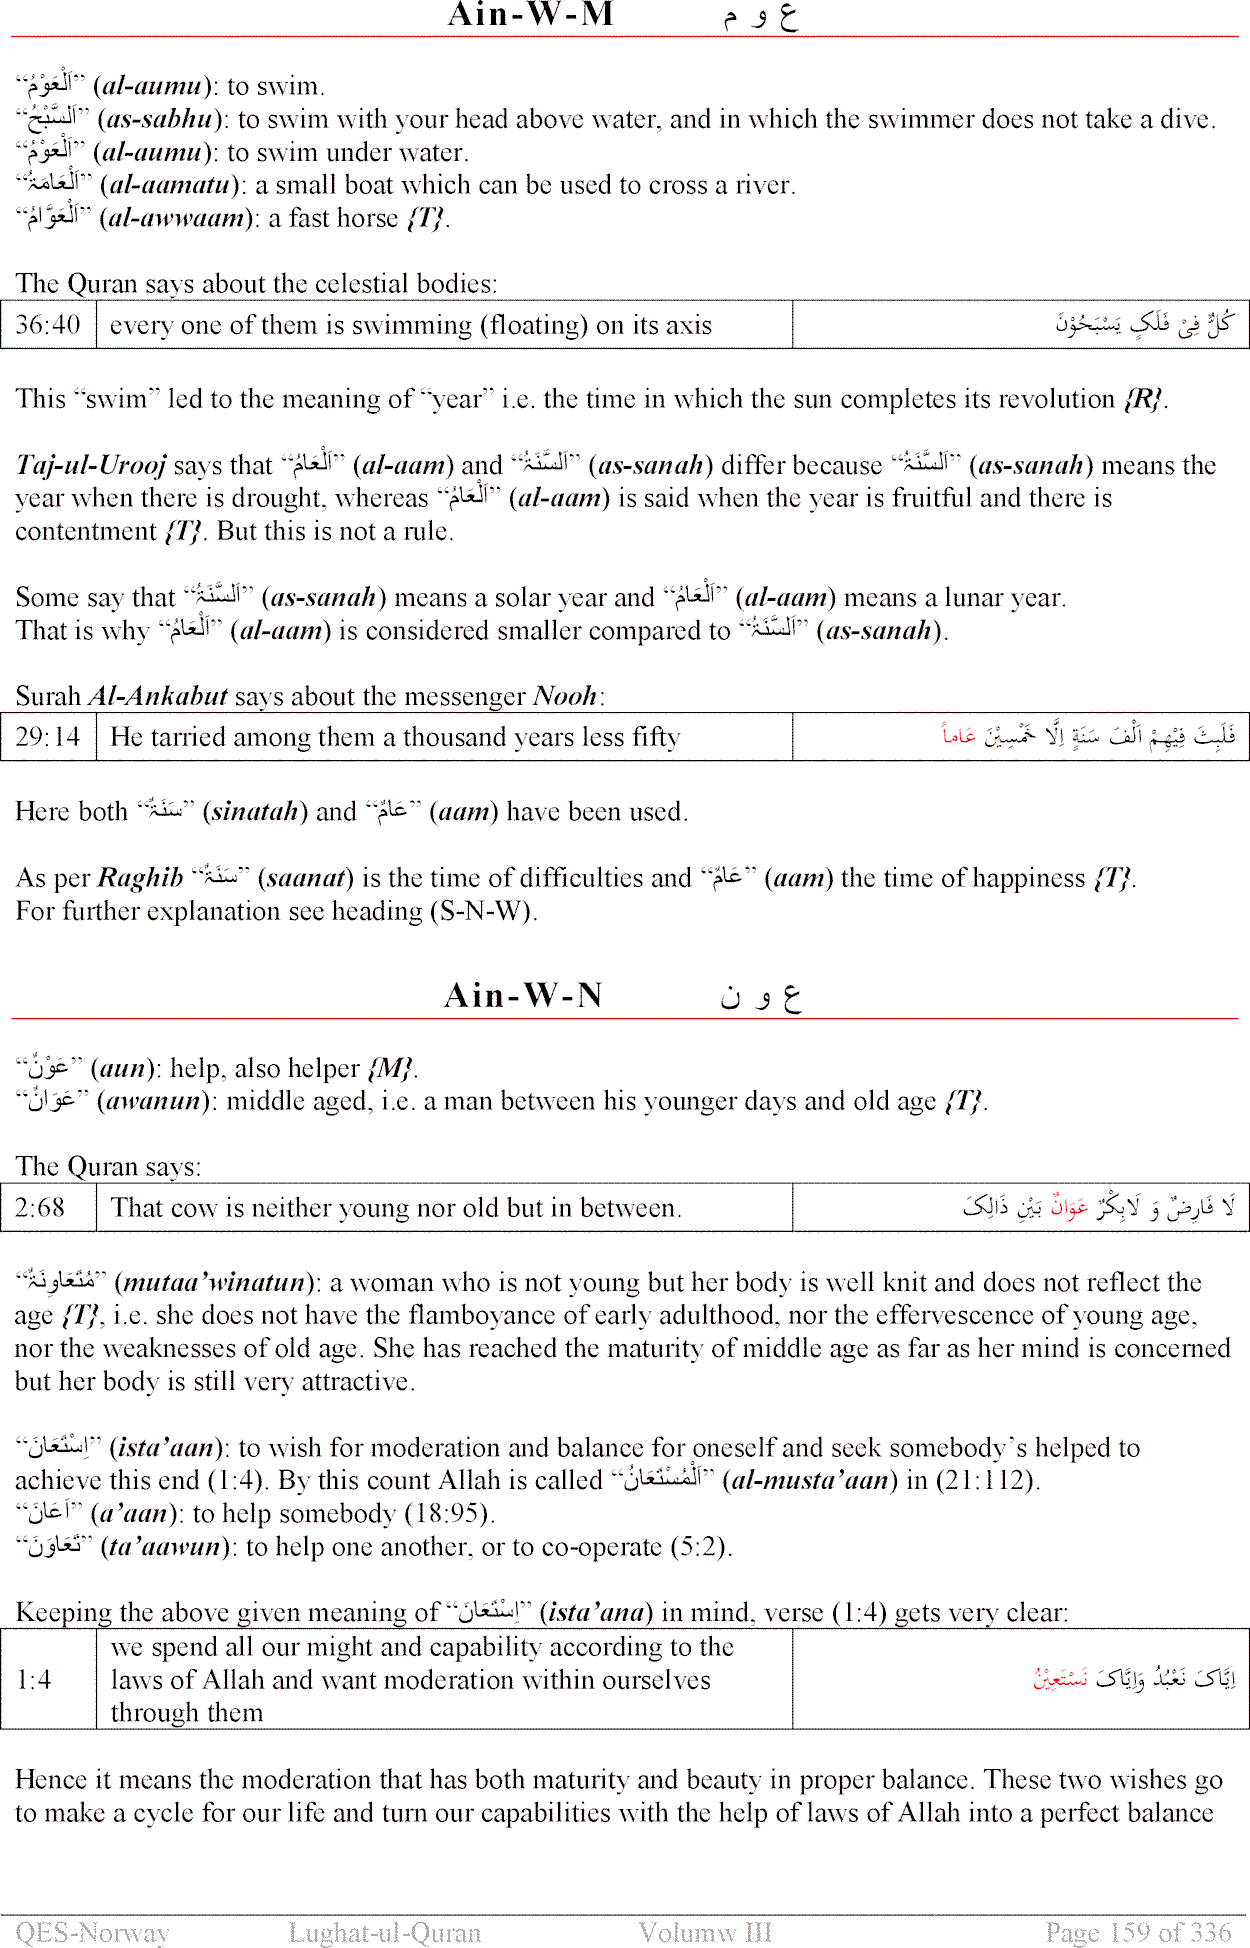 Ain-W-M ع و م
“اَلْعَوْمُ” (al-aumu): to swim.
“اَلسَّبْحُ” (as-sabhu): to swim with your head above water, and in which the swimmer does not take a dive.
“اَلْعَوْمُ” (al-aumu): to swim under water.
“اَلْعَامَۃُ” (al-aamatu): a small boat which can be used to cross a river.
“اَلْعَوَّامُ” (al-awwaam): a fast horse {T}.
The Quran says about the celestial bodies:
36:40 every one of them is swimming (floating) on its axis کُلٌّ فِیْ فَلَکٍ یَسْبَحُوْنَ
This “swim” led to the meaning of “year” i.e. the time in which the sun completes its revolution {R}.
Taj-ul-Urooj says that “اَلْعَامُ” (al-aam) and “اَلسَّنَۃُ” (as-sanah) differ because “اَلسَّنَۃُ” (as-sanah) means the
year when there is drought, whereas “اَلْعَامُ” (al-aam) is said when the year is fruitful and there is
contentment {T}. But this is not a rule.
Some say that “اَلسَّنَۃُ” (as-sanah) means a solar year and “اَلْعَامُ” (al-aam) means a lunar year.
That is why “اَلْعَامُ” (al-aam) is considered smaller compared to “اَلسَّنَۃُ” (as-sanah).
Surah Al-Ankabut says about the messenger Nooh:
29:14 He tarried among them a thousand years less fifty فَلَبِثَ فِیْهِمْ اَلْفَ سَنَۃٍ اِلَّا خَمْسِیْنَ عَاماً
Here both “سَنَۃٌ” (sinatah) and “عَامٌ” (aam) have been used.
As per Raghib “سَنَۃٌ” (saanat) is the time of difficulties and “عَامٌ” (aam) the time of happiness {T}.
For further explanation see heading (S-N-W).
Ain-W-N ع و ن
“عَوْنٌ” (aun): help, also helper {M}.
“عَوَانٌ” (awanun): middle aged, i.e. a man between his younger days and old age {T}.
The Quran says:
2:68 That cow is neither young nor old but in between. لَا فَارِضٌ وَ لَابِکْرٌ عَوَانٌ بَیْنِ ذَالِکَ
“مُتَعَاوِنَۃٌ” (mutaa’winatun): a woman who is not young but her body is well knit and does not reflect the
age {T}, i.e. she does not have the flamboyance of early adulthood, nor the effervescence of young age,
nor the weaknesses of old age. She has reached the maturity of middle age as far as her mind is concerned
but her body is still very attractive.
“اِسْتَعَانَ” (ista’aan): to wish for moderation and balance for oneself and seek somebody’s helped to
achieve this end (1:4). By this count Allah is called “اَلْمُسْتَعَانُ” (al-musta’aan) in (21:112).
“اَعَانَ” (a’aan): to help somebody (18:95).
“تَعَاوَنَ” (ta’aawun): to help one another, or to co-operate (5:2).
Keeping the above given meaning of “اِسْتَعَانَ” (ista’ana) in mind, verse (1:4) gets very clear:
we spend all our might and capability according to the
1:4 laws of Allah and want moderation within ourselves اِیَّاکَ نَعْبُدُ وَاِیَّاکَ نَسْتَعِیْنُ
through them
Hence it means the moderation that has both maturity and beauty in proper balance. These two wishes go
to make a cycle for our life and turn our capabilities with the help of laws of Allah into a perfect balance
QES-Norway Lughat-ul-Quran Volumw III Page 159 of 336